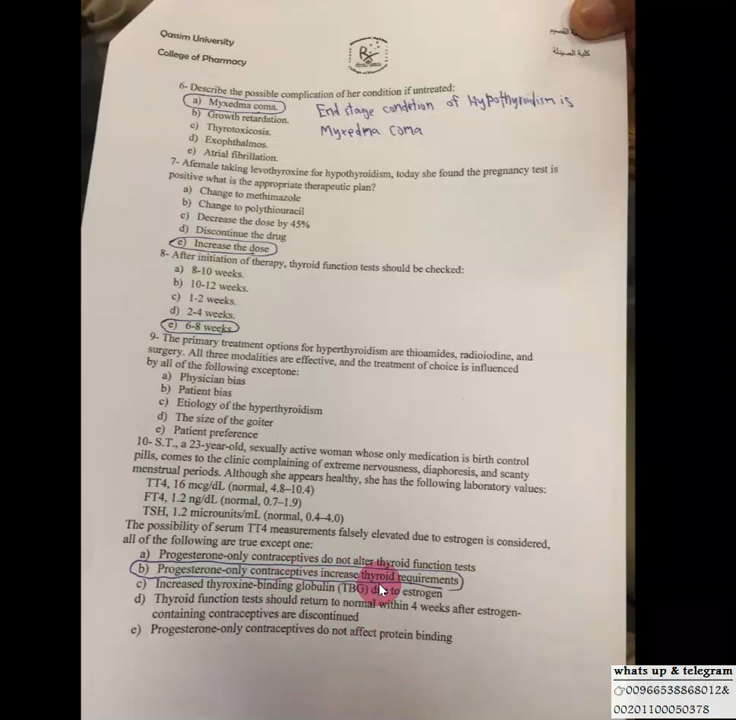 Qassim University
College of Pharmacy
كلية الصيدلة
6- Describe the possible complication of her condition if untreated:
a) Myxedma coma.
End stage condetion of Hypothyroidism is
Myxedma coma
b) Growth retardation.
c) Thyrotoxicosis.
d) Exophthalmos.
e) Atrial fibrillation.
7- Afemale taking levothyroxine for hypothyroidism, today she found the pregnancy test is
positive what is the appropriate therapeutic plan?
a) Change to methimazole
b) Change to polythiouracil
c) Decrease the dose by 45%
d) Discontinue the drug
e) Increase the dose
8- After initiation of therapy, thyroid function tests should be checked:
a) 8-10 weeks.
b) 10-12 weeks.
c) 1-2 weeks.
d) 2-4 weeks.
e) 6-8 weeks
9- The primary treatment options for hyperthyroidism are thioamides, radioiodine, and
surgery. All three modalities are effective, and the treatment of choice is influenced
by all of the following exceptone:
a) Physician bias
b) Patient bias
c) Etiology of the hyperthyroidism
d) The size of the goiter
e) Patient preference
10- S.T., a 23-year-old, sexually active woman whose only medication is birth control
pills, comes to the clinic complaining of extreme nervousness, diaphoresis, and scanty
menstrual periods. Although she appears healthy, she has the following laboratory values:
TT4, 16 mcg/dL (normal, 4.8–10.4)
FT4, 1.2 ng/dL (normal, 0.7–1.9)
TSH, 1.2 microunits/mL (normal, 0.4–4.0)
The possibility of serum TT4 measurements falsely elevated due to estrogen is considered,
all of the following are true except one:
a) Progesterone-only contraceptives do not alter thyroid function tests
b) Progesterone-only contraceptives increase thyroid requirements
c) Increased thyroxine-binding globulin (TBG) due to estrogen
d) Thyroid function tests should return to normal within 4 weeks after estrogen-
containing contraceptives are discontinued
e) Progesterone-only contraceptives do not affect protein binding
whats up & telegram
00966538868012&
00201100050378